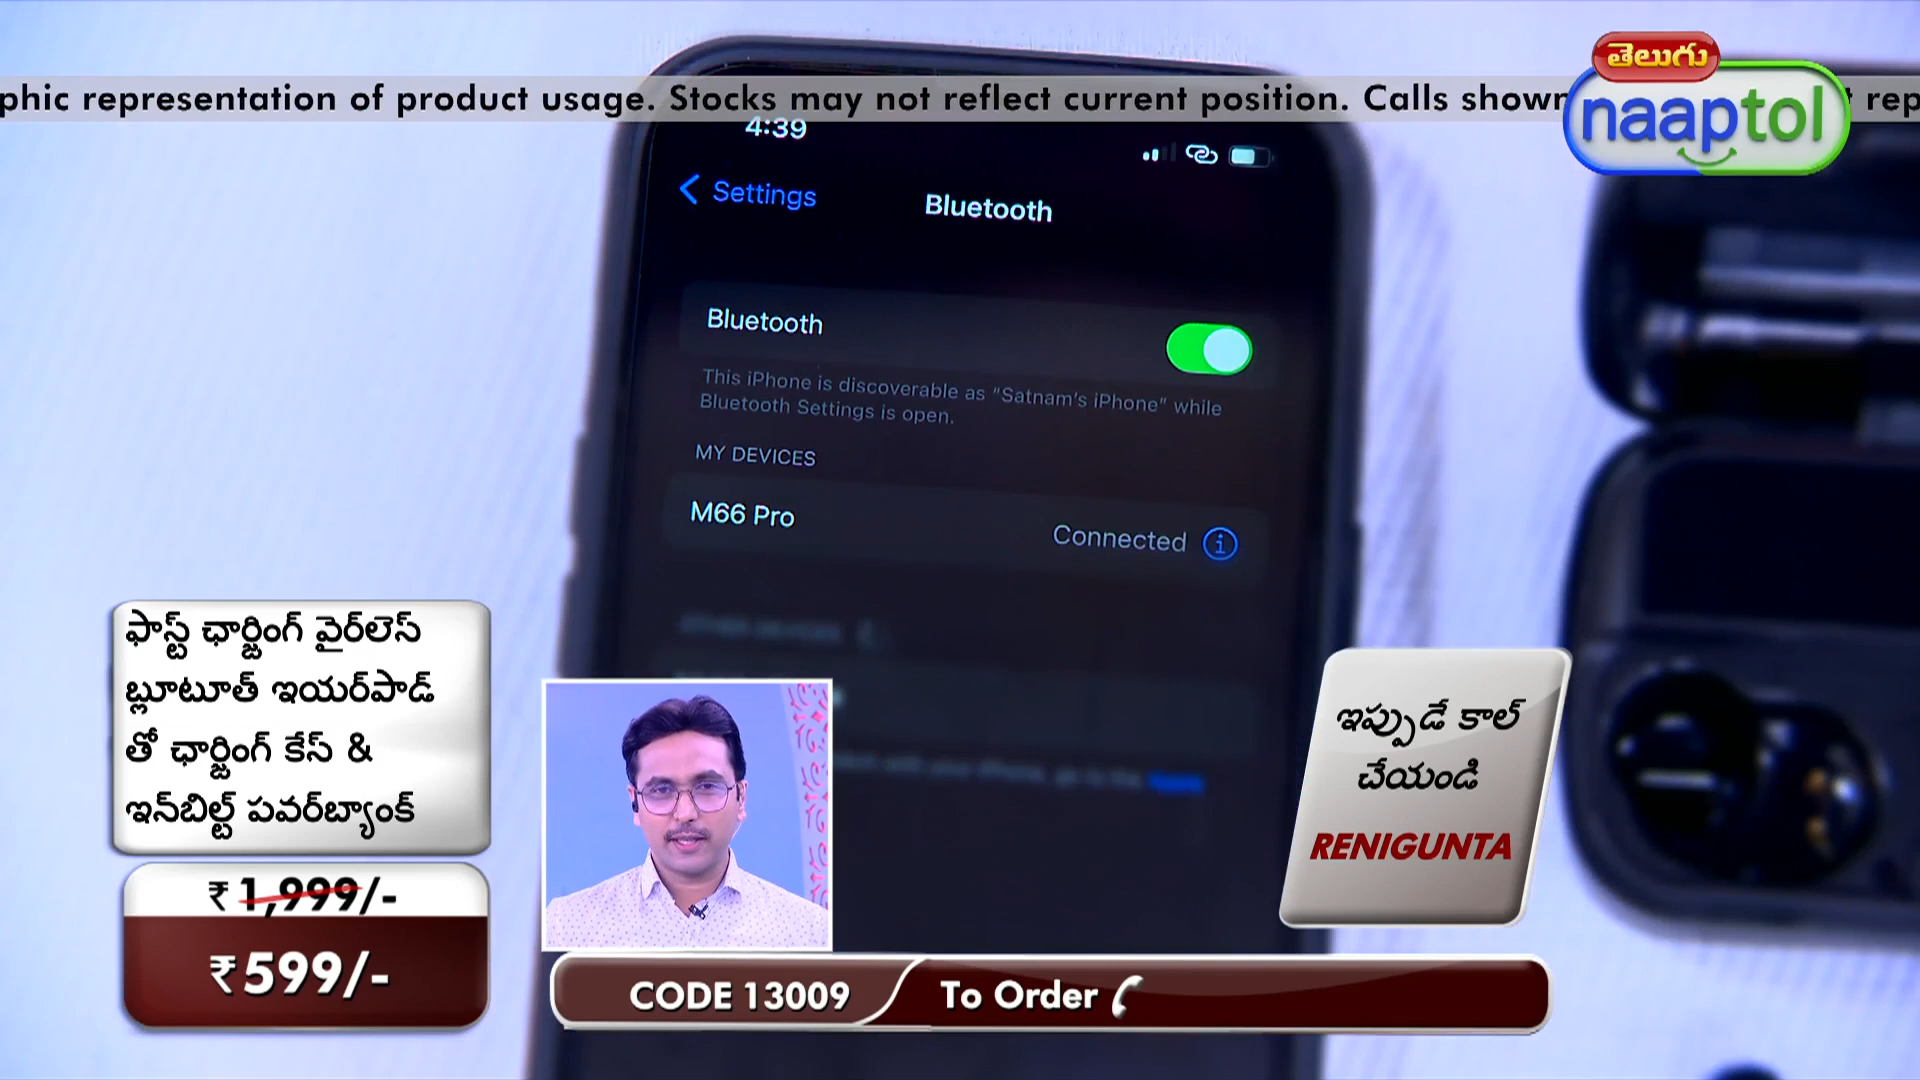 తెలుగు
naaptol
phic representation of product usage. Stocks may not reflect current position. Calls shown rep
4:39
Settings
Bluetooth
Bluetooth
This iPhone is discoverable as “Satnam’s iPhone” while
Bluetooth Settings is open.
MY DEVICES
M66 Pro
Connected
ఫాస్ట్ ఛార్జింగ్ వైర్‌లెస్
బ్లూటూత్ ఇయర్‌పాడ్
తో ఛార్జింగ్ కేస్ &
ఇన్‌బిల్ట్ పవర్‌బ్యాంక్
₹ 1,999/-
₹ 599/-
ఇప్పుడే కాల్
చేయండి
RENIGUNTA
CODE 13009
To Order